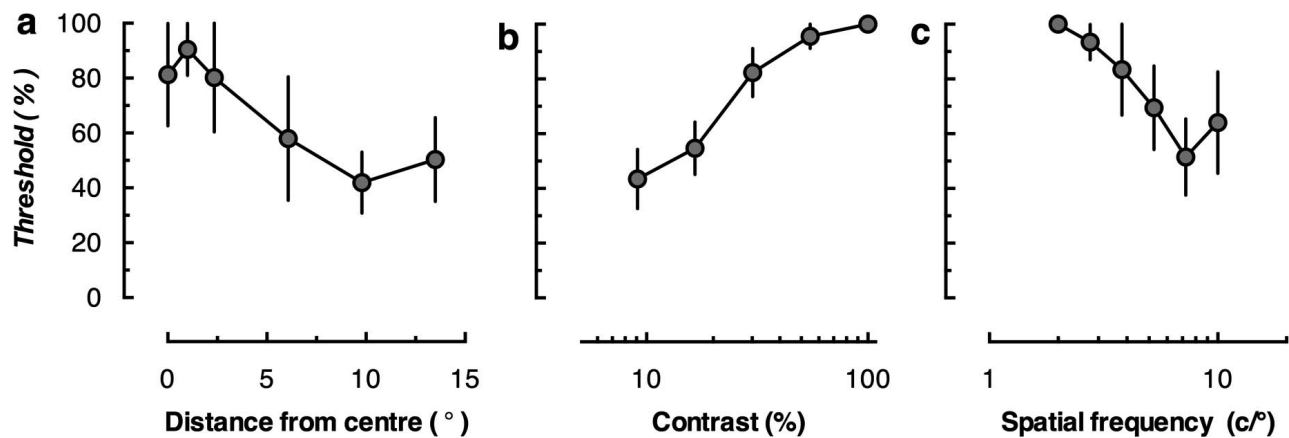 a
b
c
Threshold (%)
100
80
60
40
20
0
0 5 10 15
10 100
1 10
Distance from centre ( ° )
Contrast (%)
Spatial frequency (c/°)